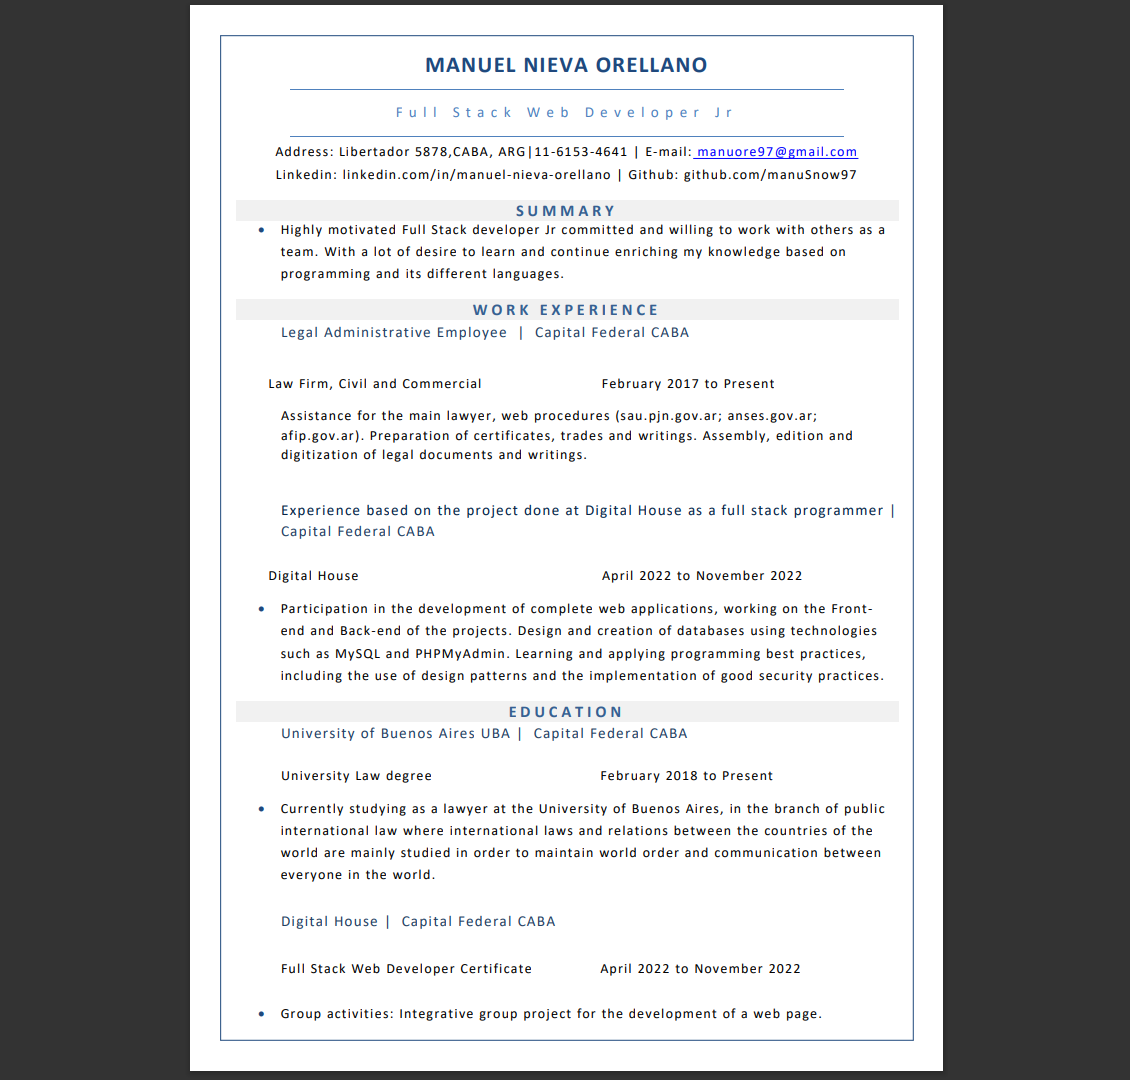 MANUEL NIEVA ORELLANO
Full Stack Web Developer Jr
Address: Libertador 5878,CABA, ARG|11-6153-4641 | E-mail: manuore97@gmail.com
Linkedin: linkedin.com/in/manuel-nieva-orellano | Github: github.com/manuSnow97
SUMMARY
• Highly motivated Full Stack developer Jr committed and willing to work with others as a
team. With a lot of desire to learn and continue enriching my knowledge based on
programming and its different languages.
WORK EXPERIENCE
Legal Administrative Employee | Capital Federal CABA
Law Firm, Civil and Commercial February 2017 to Present
Assistance for the main lawyer, web procedures (sau.pjn.gov.ar; anses.gov.ar;
afip.gov.ar). Preparation of certificates, trades and writings. Assembly, edition and
digitization of legal documents and writings.
Experience based on the project done at Digital House as a full stack programmer |
Capital Federal CABA
Digital House April 2022 to November 2022
• Participation in the development of complete web applications, working on the Front-
end and Back-end of the projects. Design and creation of databases using technologies
such as MySQL and PHPMyAdmin. Learning and applying programming best practices,
including the use of design patterns and the implementation of good security practices.
EDUCATION
University of Buenos Aires UBA | Capital Federal CABA
University Law degree February 2018 to Present
• Currently studying as a lawyer at the University of Buenos Aires, in the branch of public
international law where international laws and relations between the countries of the
world are mainly studied in order to maintain world order and communication between
everyone in the world.
Digital House | Capital Federal CABA
Full Stack Web Developer Certificate April 2022 to November 2022
• Group activities: Integrative group project for the development of a web page.